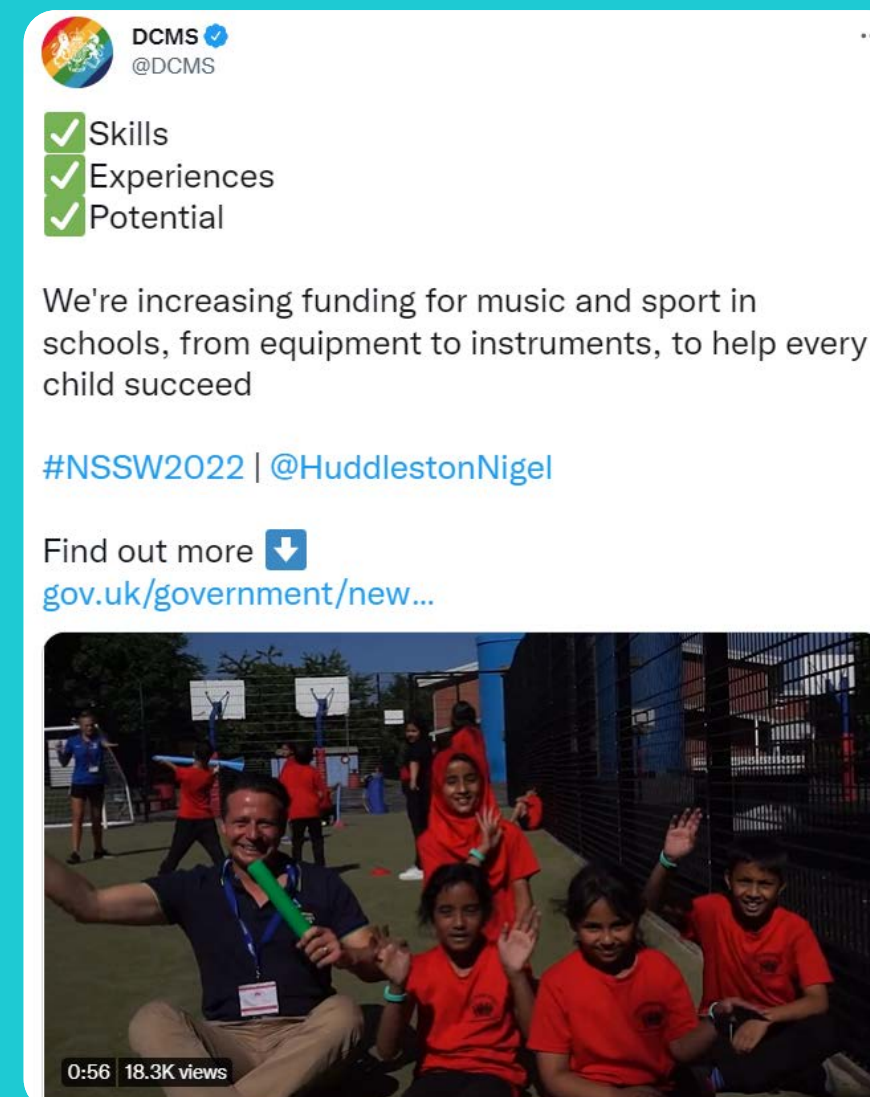 DCMS
@DCMS
✅Skills
✅Experiences
✅Potential
We're increasing funding for music and sport in
schools, from equipment to instruments, to help every
child succeed
#NSSW2022 | @HuddlestonNigel
Find out more ⬇️
gov.uk/government/new...
0:56 18.3K views